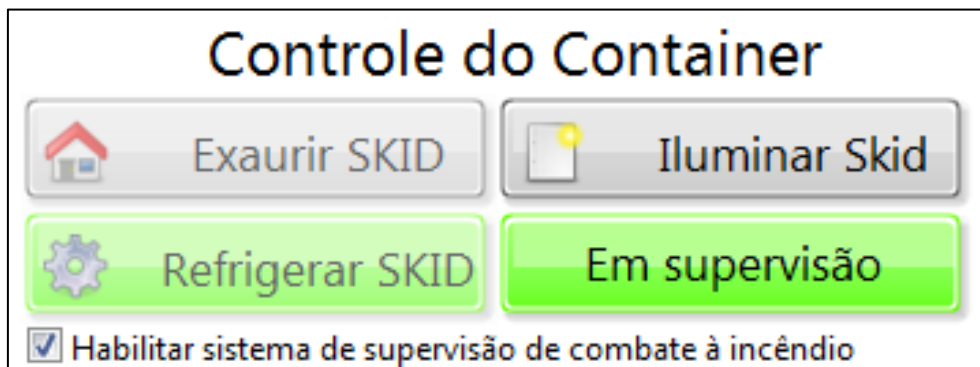 Controle do Container
Exaurir SKID
Iluminar Skid
Refrigerar SKID
Em supervisão
Habilitar sistema de supervisão de combate à incêndio